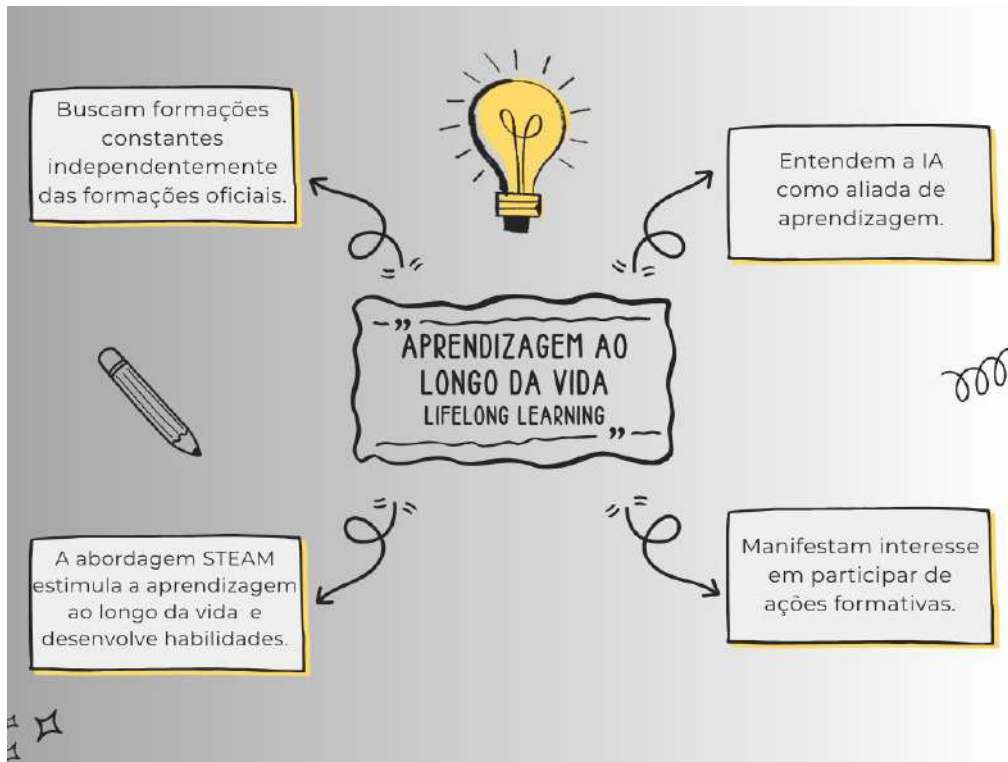 Buscam formações
constantes
independentemente
das formações oficiais.
Entendem a IA
como aliada de
aprendizagem.
APRENDIZAGEM AO
LONGO DA VIDA
LIFELONG LEARNING
A abordagem STEAM
estimula a aprendizagem
ao longo da vida e
desenvolve habilidades.
Manifestam interesse
em participar de
ações formativas.